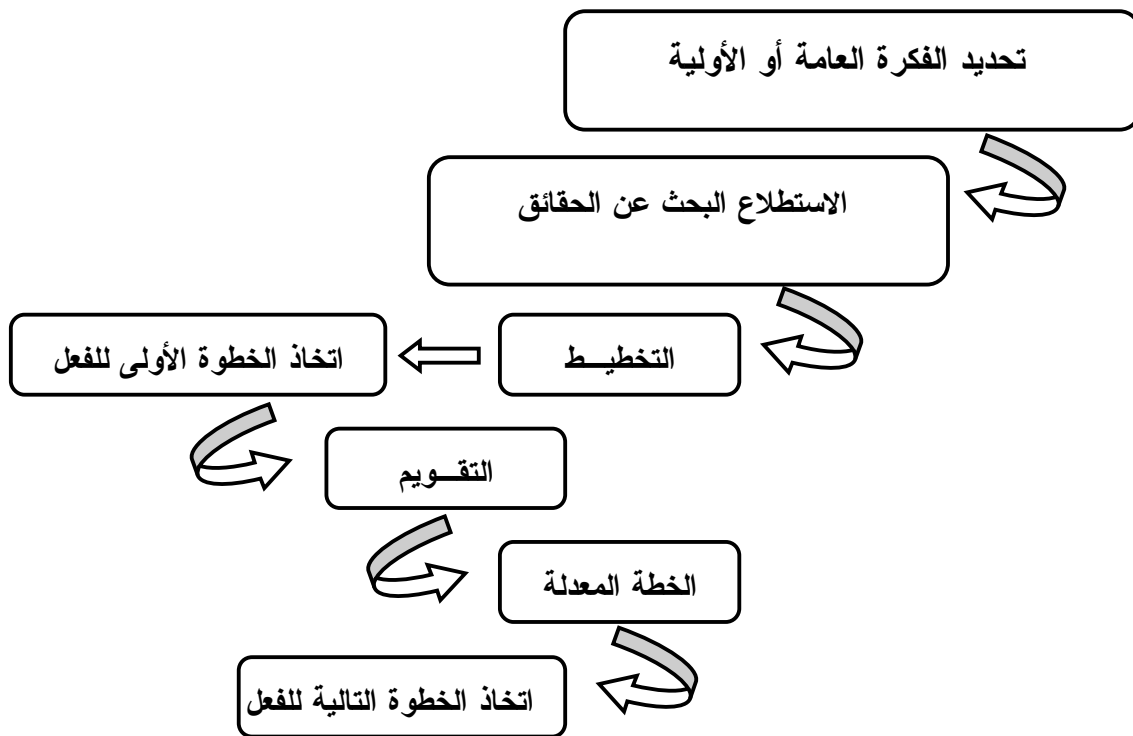 تحديد الفكرة العامة أو الأولية
الاستطلاع البحث عن الحقائق
التخطيـــط
اتخاذ الخطوة الأولى للفعل
التقـــويم
الخطة المعدلة
اتخاذ الخطوة التالية للفعل